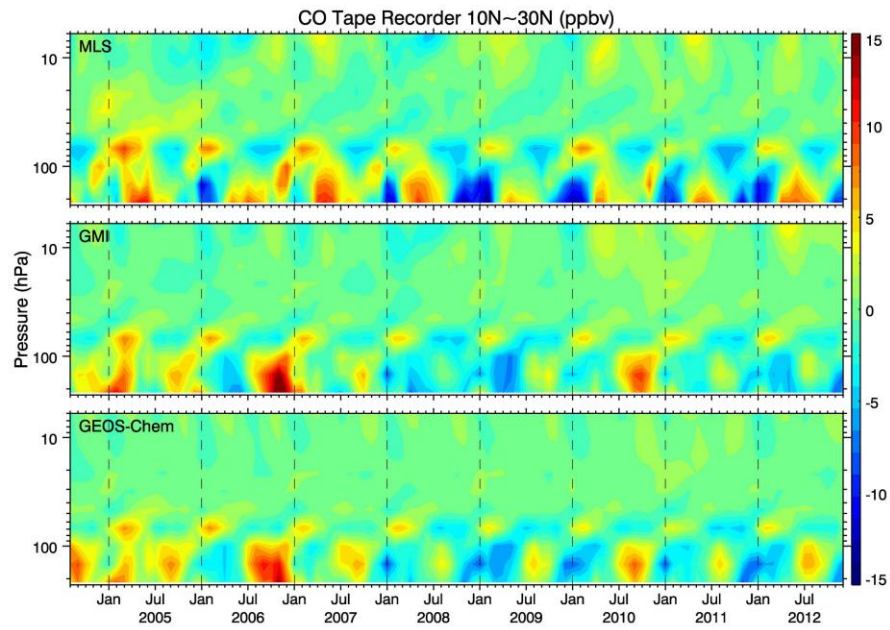 CO Tape Recorder 10N~30N (ppbv)
MLS
10
100
GMI
10
100
GEOS-Chem
10
100
Pressure (hPa)
15
10
5
0
-5
-10
-15
Jan Jul Jan Jul Jan Jul Jan Jul Jan Jul Jan Jul Jan Jul Jan Jul
2005 2006 2007 2008 2009 2010 2011 2012